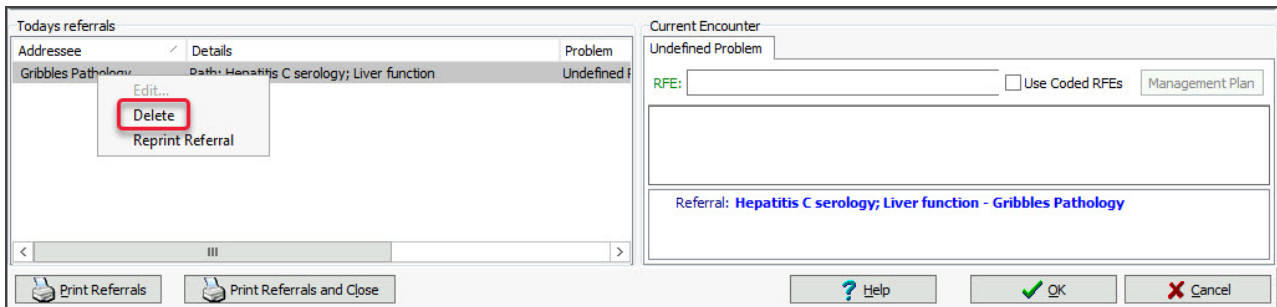 Todays referrals
Addressee Details Problem
Gribbles Pathology Path: Hepatitis C serology; Liver function Undefined
Edit...
Delete
Reprint Referral
Print Referrals Print Referrals and Close
Current Encounter
Undefined Problem
RFE: Use Coded RFEs Management Plan
Referral: Hepatitis C serology; Liver function - Gribbles Pathology
Help OK Cancel